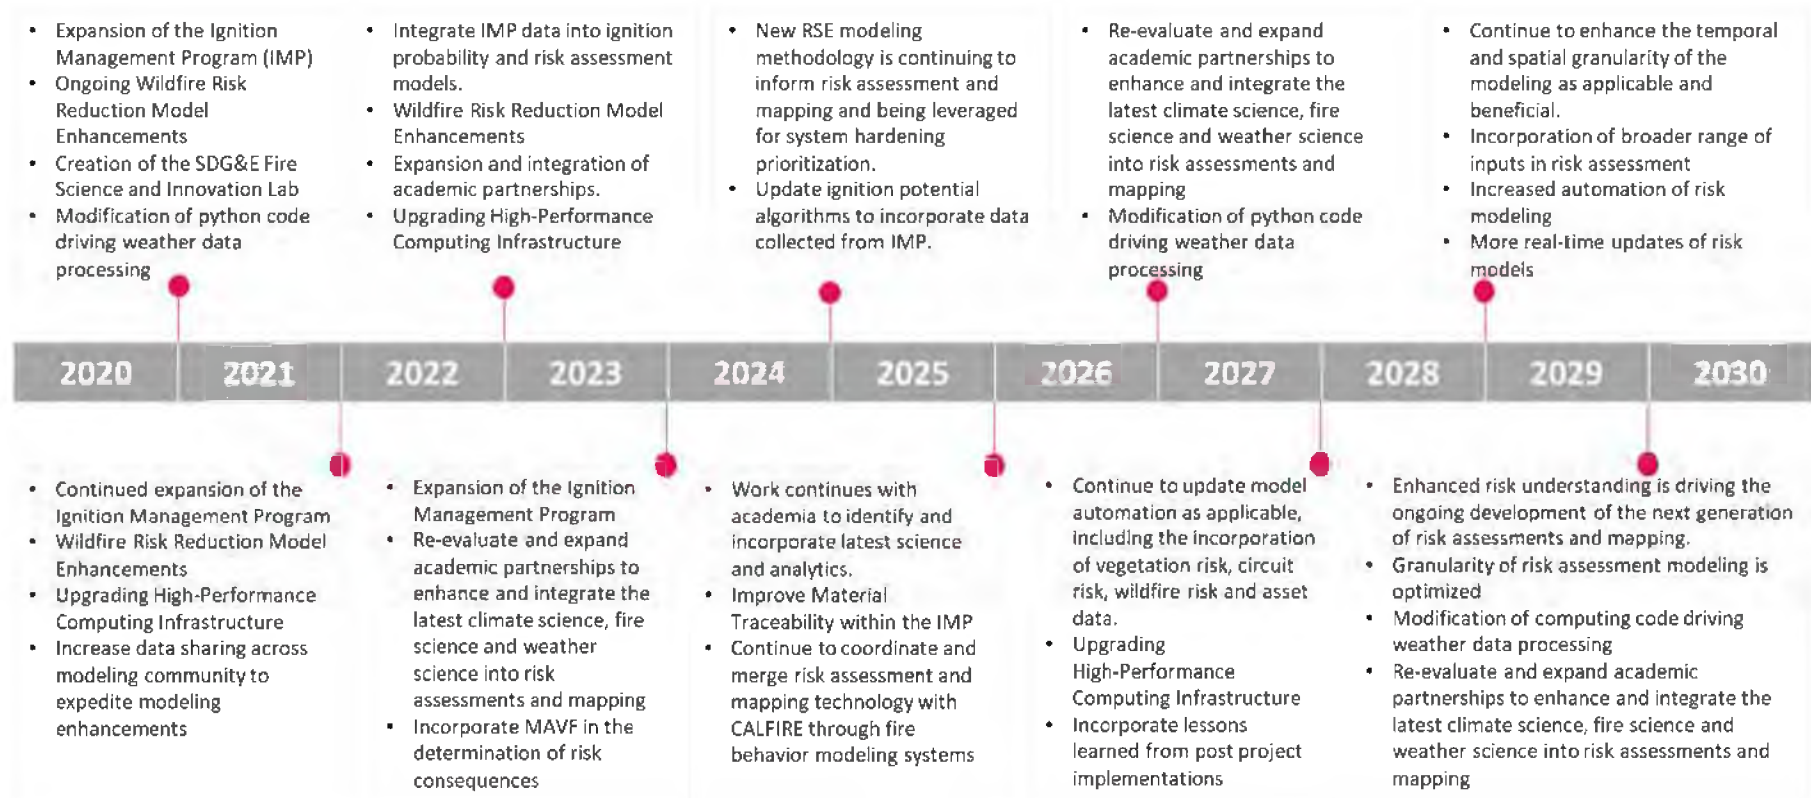 • Expansion of the Ignition
Management Program (IMP)
• Ongoing Wildfire Risk
Reduction Model
Enhancements
• Creation of the SDG&E Fire
Science and Innovation Lab
• Modification of python code
driving weather data
processing
• Integrate IMP data into ignition
probability and risk assessment
models.
• Wildfire Risk Reduction Model
Enhancements
• Expansion and integration of
academic partnerships.
• Upgrading High-Performance
Computing Infrastructure
• New RSE modeling
methodology is continuing to
inform risk assessment and
mapping and being leveraged
for system hardening
prioritization.
• Update ignition potential
algorithms to incorporate data
collected from IMP.
• Re-evaluate and expand
academic partnerships to
enhance and integrate the
latest climate science, fire
science and weather science
into risk assessments and
mapping
• Modification of python code
driving weather data
processing
• Continue to enhance the temporal
and spatial granularity of the
modeling as applicable and
beneficial.
• Incorporation of broader range of
inputs in risk assessment
• Increased automation of risk
modeling
• More real-time updates of risk
models
2020 2021 2022 2023 2024 2025 2026 2027 2028 2029 2030
• Continued expansion of the
Ignition Management Program
• Wildfire Risk Reduction Model
Enhancements
• Upgrading High-Performance
Computing Infrastructure
• Increase data sharing across
modeling community to
expedite modeling
enhancements
• Expansion of the Ignition
Management Program
• Re-evaluate and expand
academic partnerships to
enhance and integrate the
latest climate science, fire
science and weather
science into risk
assessments and mapping
• Incorporate MAVF in the
determination of risk
consequences
• Work continues with
academia to identify and
incorporate latest science
and analytics.
• Improve Material
Traceability within the IMP
• Continue to coordinate and
merge risk assessment and
mapping technology with
CALFIRE through fire
behavior modeling systems
• Continue to update model
automation as applicable,
including the incorporation
of vegetation risk, circuit
risk, wildfire risk and asset
data.
• Upgrading
High-Performance
Computing Infrastructure
• Incorporate lessons
learned from post project
implementations
• Enhanced risk understanding is driving the
ongoing development of the next generation
of risk assessments and mapping.
• Granularity of risk assessment modeling is
optimized
• Modification of computing code driving
weather data processing
• Re-evaluate and expand academic
partnerships to enhance and integrate the
latest climate science, fire science and
weather science into risk assessments and
mapping